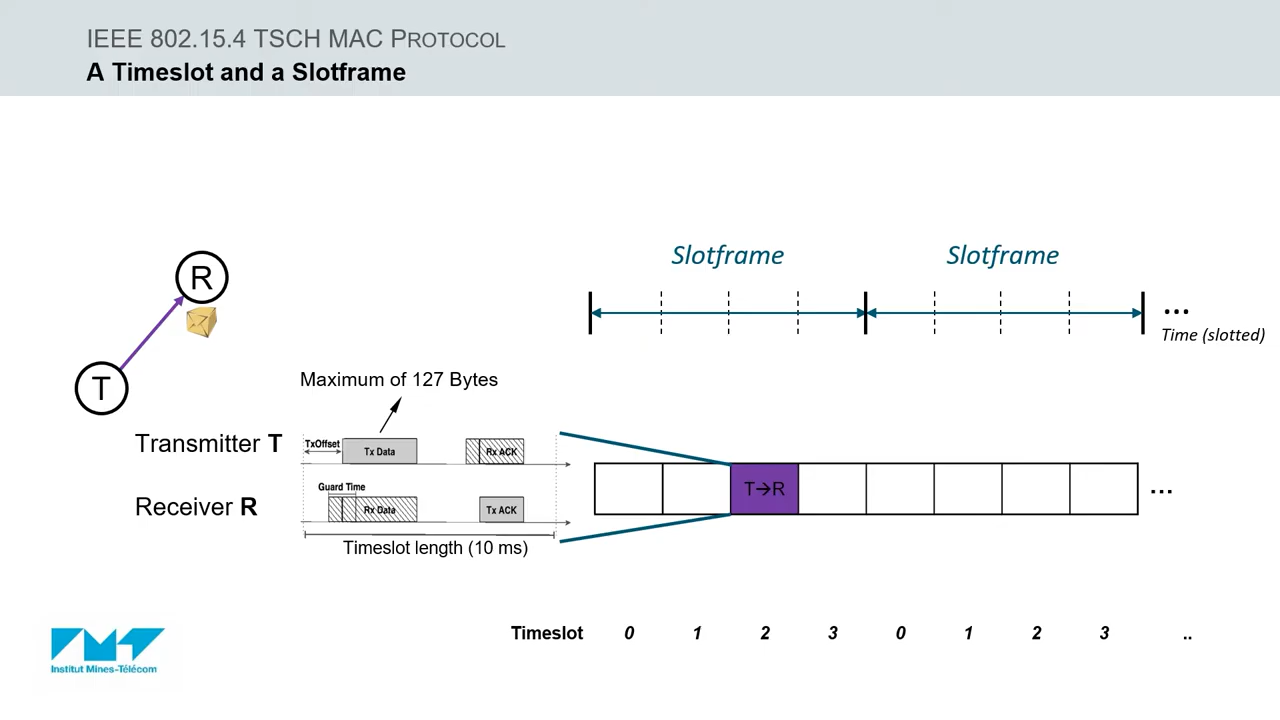 IEEE 802.15.4 TSCH MAC PROTOCOL
A Timeslot and a Slotframe
Slotframe Slotframe
R
...
Time (slotted)
T
Maximum of 127 Bytes
Transmitter T
TxOffset
Tx Data
Rx ACK
Guard Time
T→R
...
Receiver R
Rx Data
Tx ACK
Timeslot length (10 ms)
Timeslot 0 1 2 3 0 1 2 3 ..
Institut Mines-Télécom